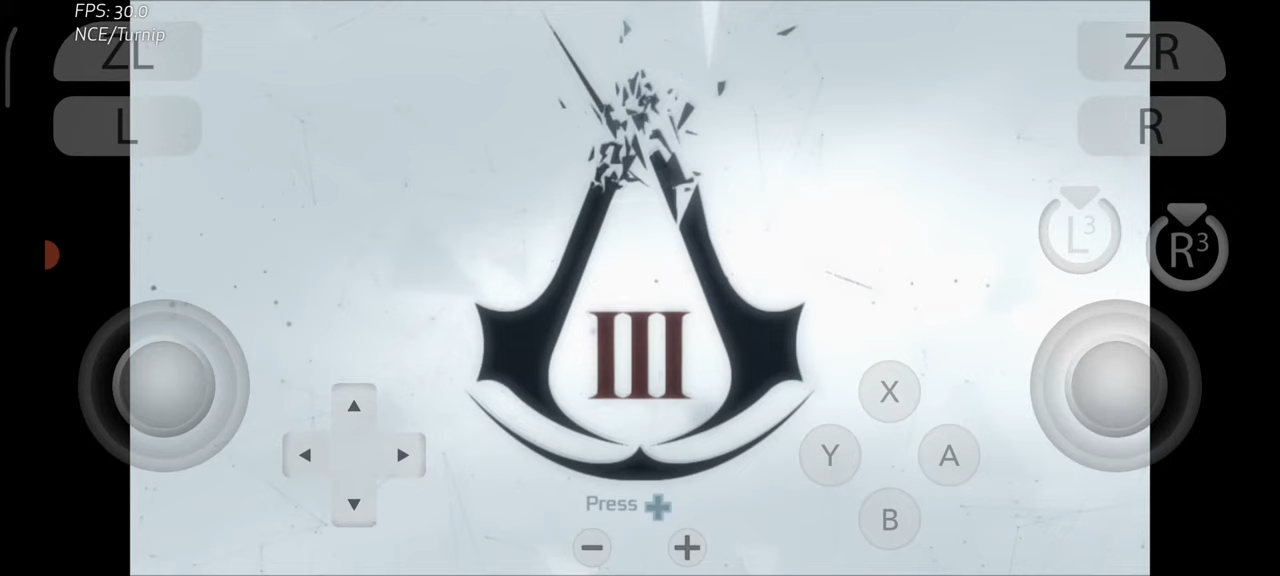 FPS: 30.0
NCE/Turnip
ZL
ZR
L
R
L3
R3
III
X
Y
A
B
Press +
- +